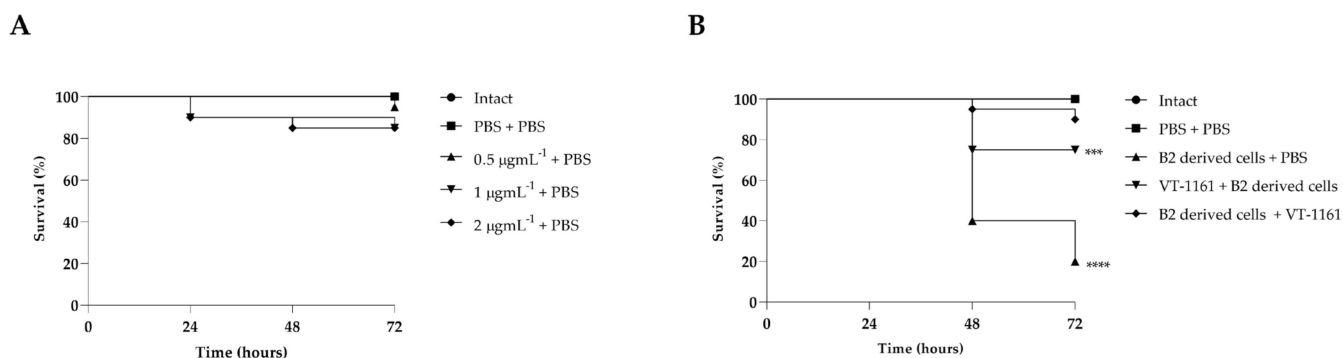 A
Survival (%)
100
80
60
40
20
0
0 24 48 72
Time (hours)
Intact
PBS + PBS
0.5 µgmL⁻¹ + PBS
1 µgmL⁻¹ + PBS
2 µgmL⁻¹ + PBS
B
Survival (%)
100
80
60
40
20
0
0 24 48 72
Time (hours)
***
****
Intact
PBS + PBS
B2 derived cells + PBS
VT-1161 + B2 derived cells
B2 derived cells + VT-1161